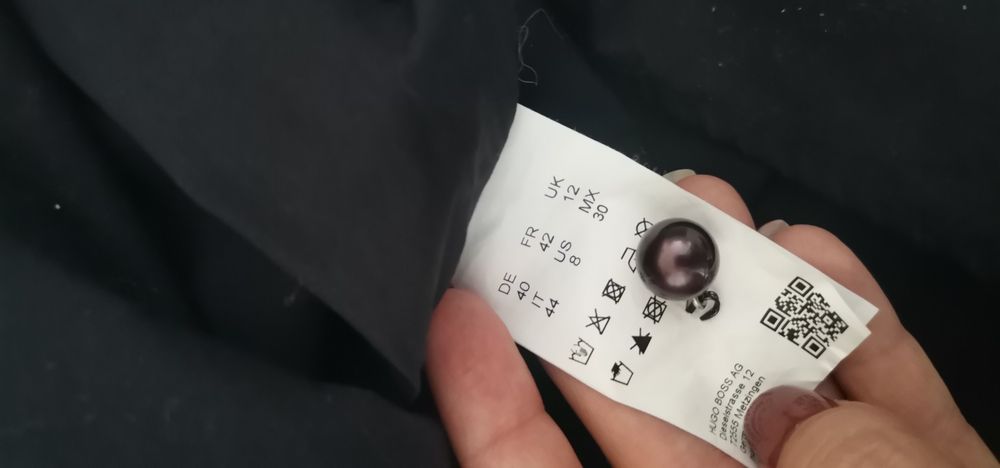 DE FR UK
40 42 12
IT US MX
44 8 30
HUGO BOSS AG
Dieselstrasse 12
72555 Metzingen